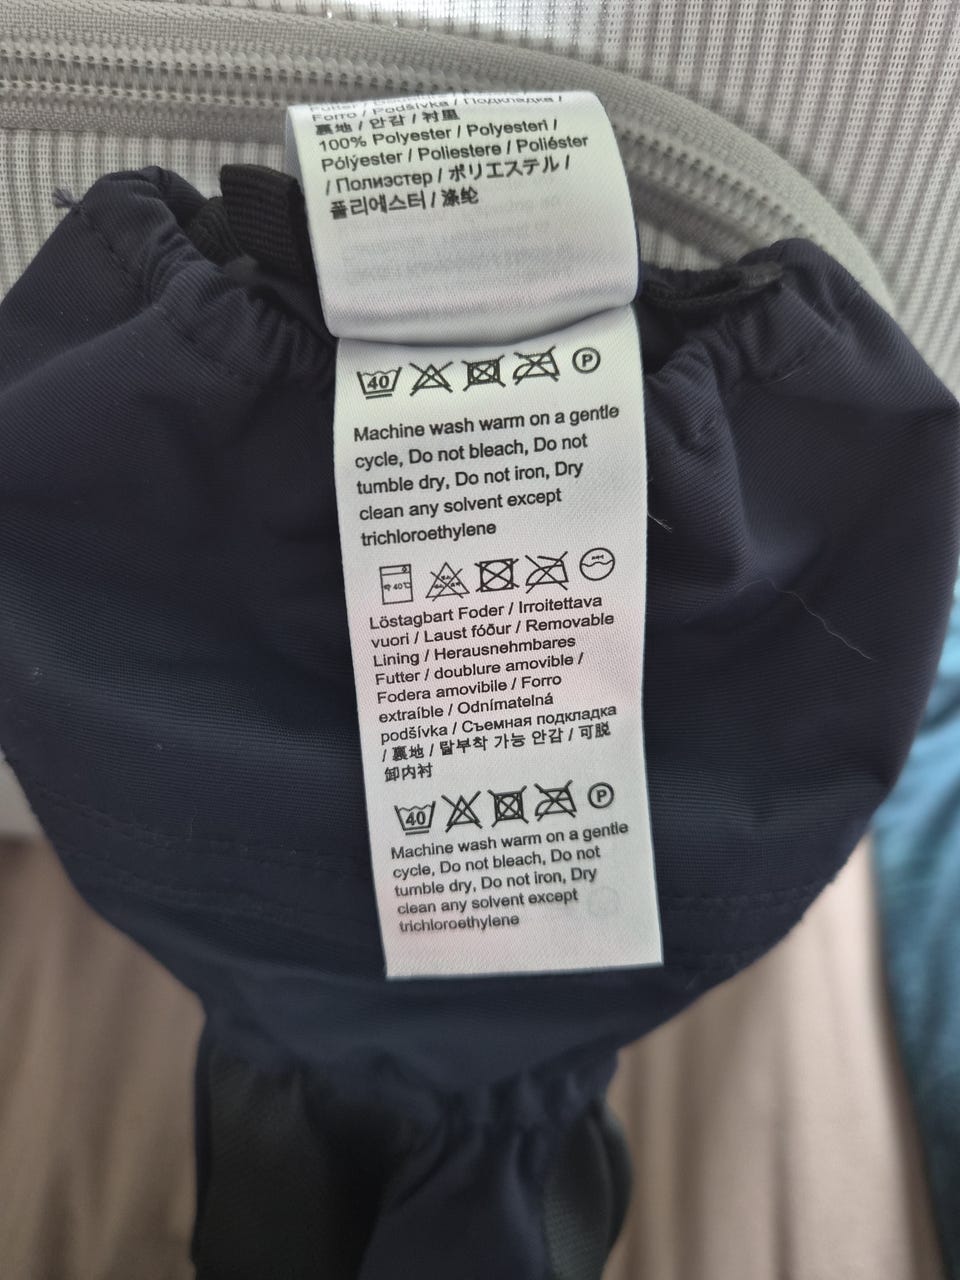 Forro / Podšívka / Подкладка /
裏地 / 안감 / 衬里
100% Polyester / Polyesteri /
Pólýester / Poliestere / Poliéster
/ Полиэстер / ポリエステル /
폴리에스터 / 涤纶
40 P
Machine wash warm on a gentle
cycle, Do not bleach, Do not
tumble dry, Do not iron, Dry
clean any solvent except
trichloroethylene
40℃
Löstagbart Foder / Irroitettava
vuori / Laust fóður / Removable
Lining / Herausnehmbares
Futter / doublure amovible /
Fodera amovibile / Forro
extraíble / Odnímatelná
podšívka / Съемная подкладка
/ 裏地 / 탈부착 가능 안감 / 可脱
卸内衬
40 P
Machine wash warm on a gentle
cycle, Do not bleach, Do not
tumble dry, Do not iron, Dry
clean any solvent except
trichloroethylene